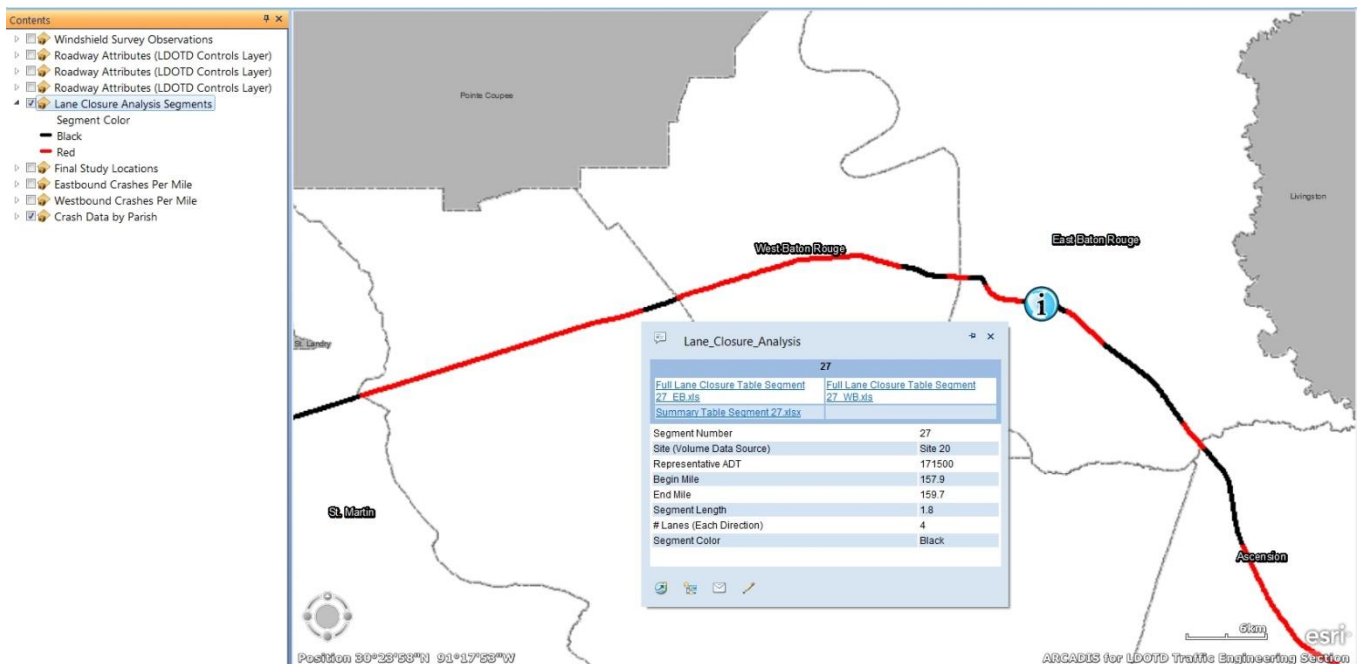 Contents
Windshield Survey Observations
Roadway Attributes (LDOTD Controls Layer)
Roadway Attributes (LDOTD Controls Layer)
Roadway Attributes (LDOTD Controls Layer)
Lane Closure Analysis Segments
Segment Color
Black
Red
Final Study Locations
Eastbound Crashes Per Mile
Westbound Crashes Per Mile
Crash Data by Parish
Pointe Coupee
Livingston
West Baton Rouge
East Baton Rouge
St. Landry
St. Martin
Ascension
Lane_Closure_Analysis
27
Full Lane Closure Table Segment 27_EB.xls
Full Lane Closure Table Segment 27_WB.xls
Summary Table Segment 27.xlsx
Segment Number 27
Site (Volume Data Source) Site 20
Representative ADT 171500
Begin Mile 157.9
End Mile 159.7
Segment Length 1.8
# Lanes (Each Direction) 4
Segment Color Black
6km
esri
Position 30°23'58"N 91°17'53"W
ARCADIS for LDOTD Traffic Engineering Section